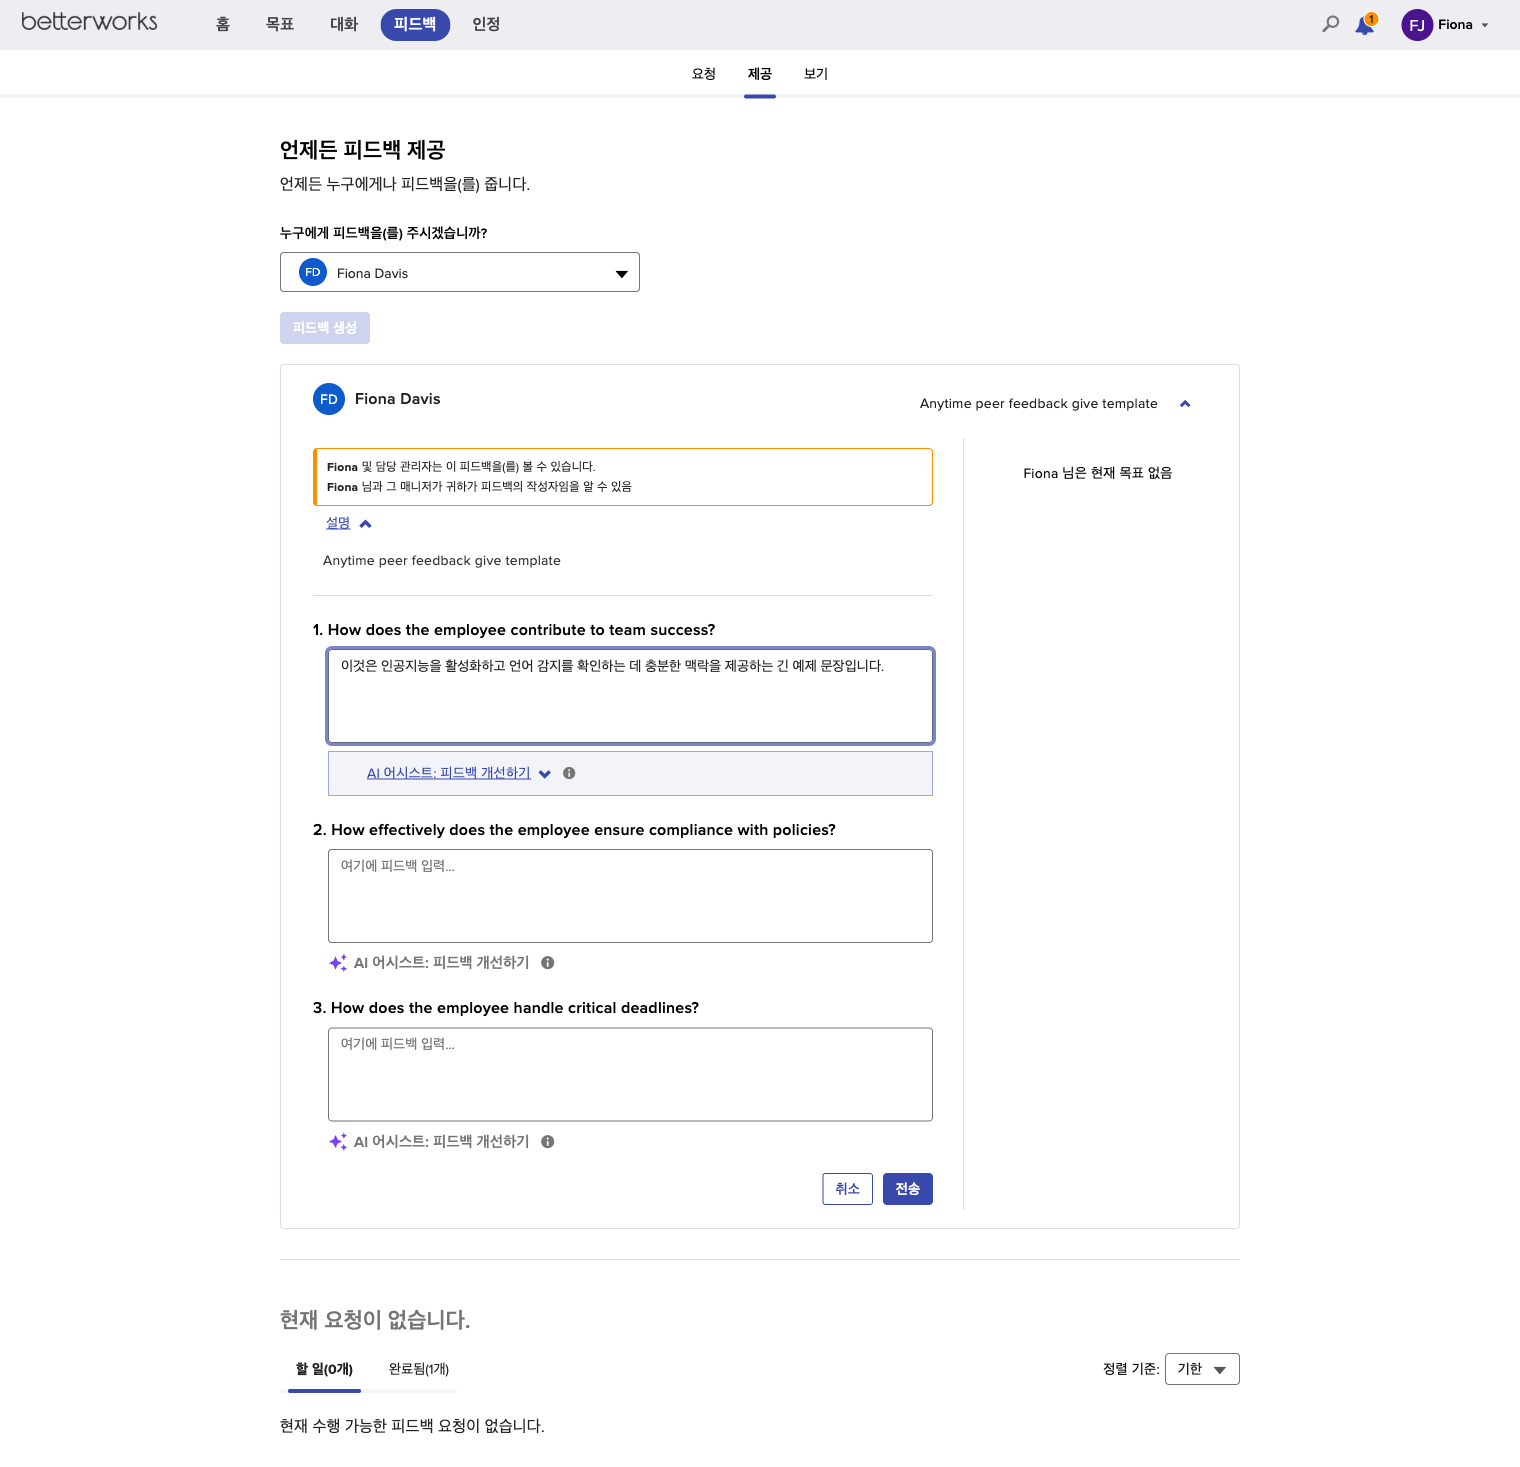 betterworks
홈 목표 대화 피드백 인정
1 FJ Fiona
요청 제공 보기
언제든 피드백 제공
언제든 누구에게나 피드백을(를) 줍니다.
누구에게 피드백을(를) 주시겠습니까?
FD Fiona Davis
피드백 생성
FD Fiona Davis
Anytime peer feedback give template
Fiona 및 담당 관리자는 이 피드백을(를) 볼 수 있습니다.
Fiona 님과 그 매니저가 귀하가 피드백의 작성자임을 알 수 있음
Fiona 님은 현재 목표 없음
설명
Anytime peer feedback give template
1. How does the employee contribute to team success?
이것은 인공지능을 활성화하고 언어 감지를 확인하는 데 충분한 맥락을 제공하는 긴 예제 문장입니다.
AI 어시스트: 피드백 개선하기
2. How effectively does the employee ensure compliance with policies?
여기에 피드백 입력...
AI 어시스트: 피드백 개선하기
3. How does the employee handle critical deadlines?
여기에 피드백 입력...
AI 어시스트: 피드백 개선하기
취소 전송
현재 요청이 없습니다.
할 일(0개) 완료됨(1개)
정렬 기준: 기한
현재 수행 가능한 피드백 요청이 없습니다.